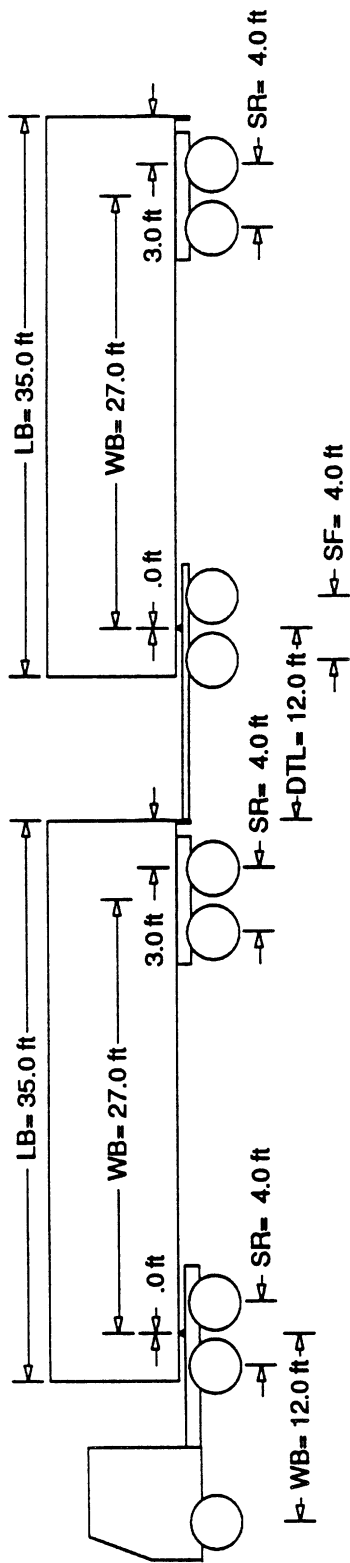 LB= 35.0 ft
LB= 35.0 ft
WB= 27.0 ft
WB= 27.0 ft
.0 ft
3.0 ft
.0 ft
3.0 ft
SR= 4.0 ft
SR= 4.0 ft
SR= 4.0 ft
WB= 12.0 ft
DTL= 12.0 ft
SF= 4.0 ft